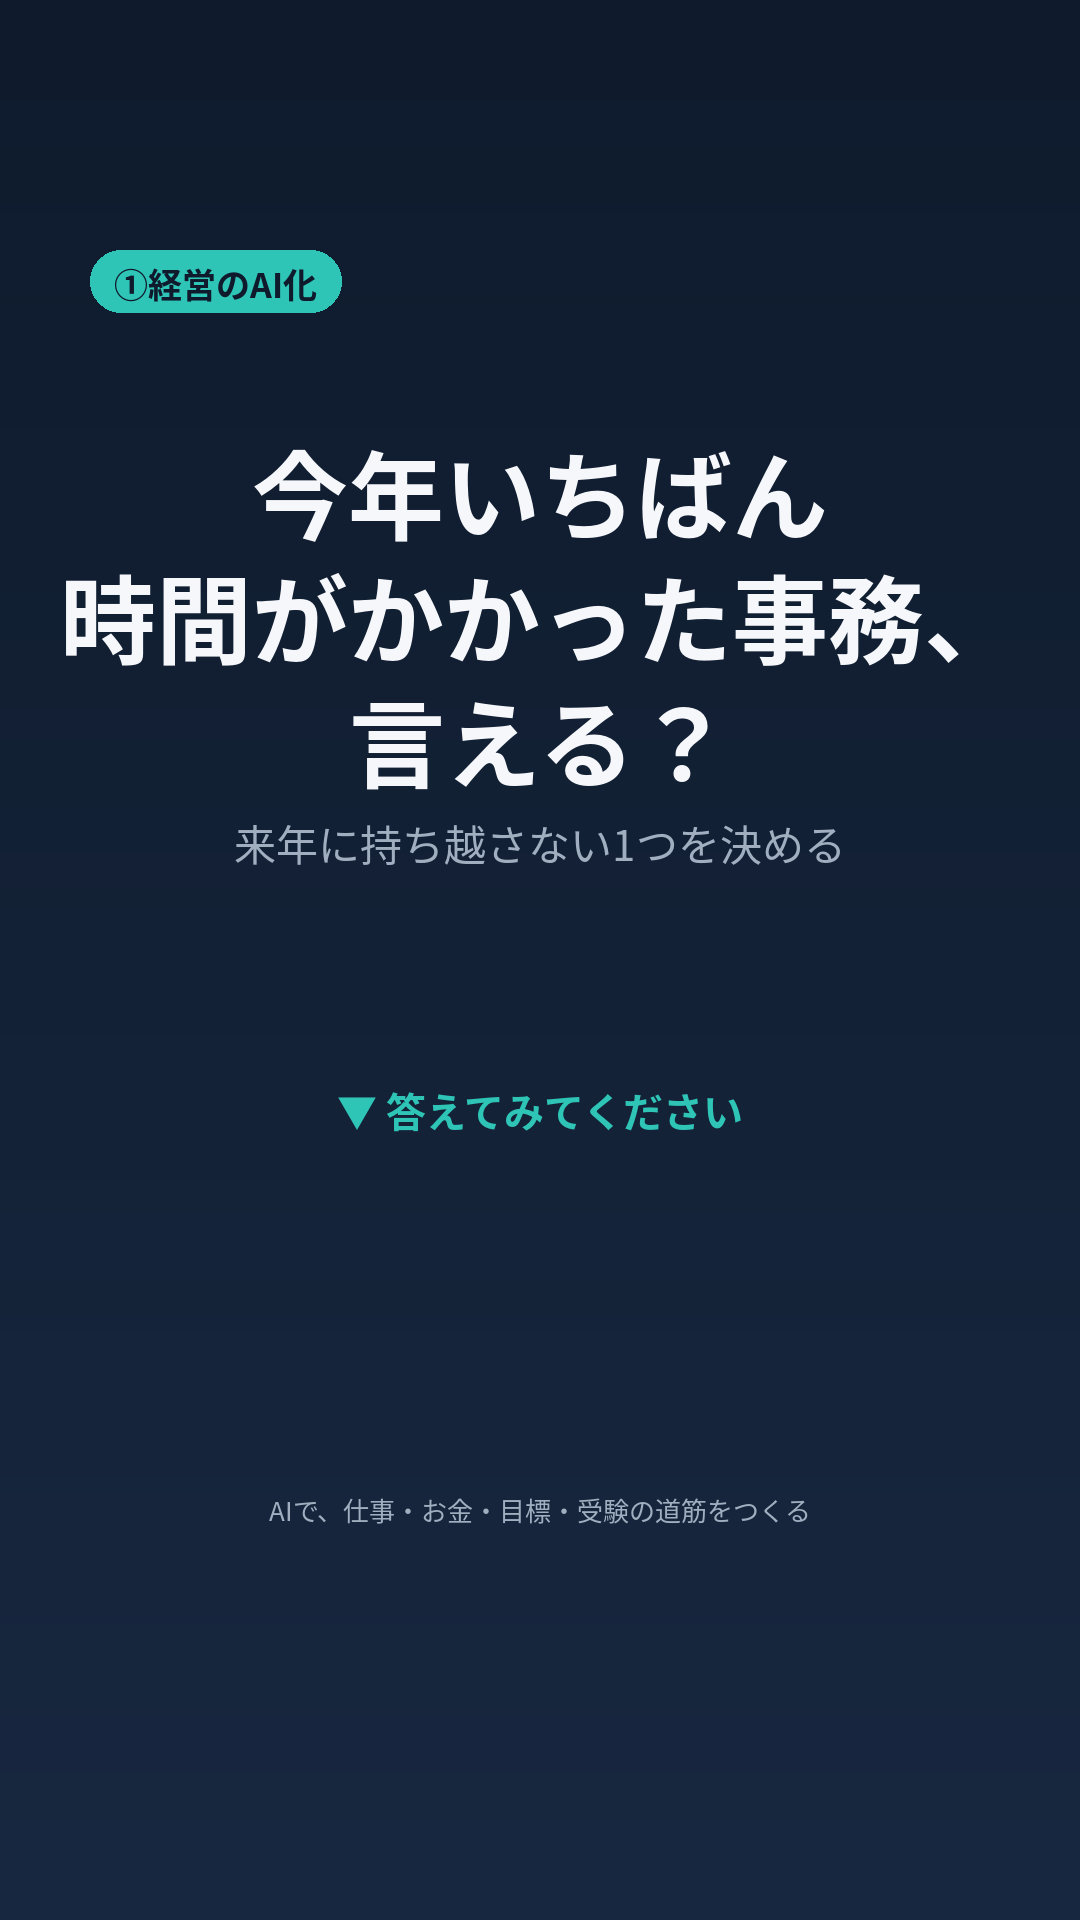 ①経営のAI化
今年いちばん
時間がかかった事務、
言える？
来年に持ち越さない1つを決める
▼ 答えてみてください
AIで、仕事・お金・目標・受験の道筋をつくる